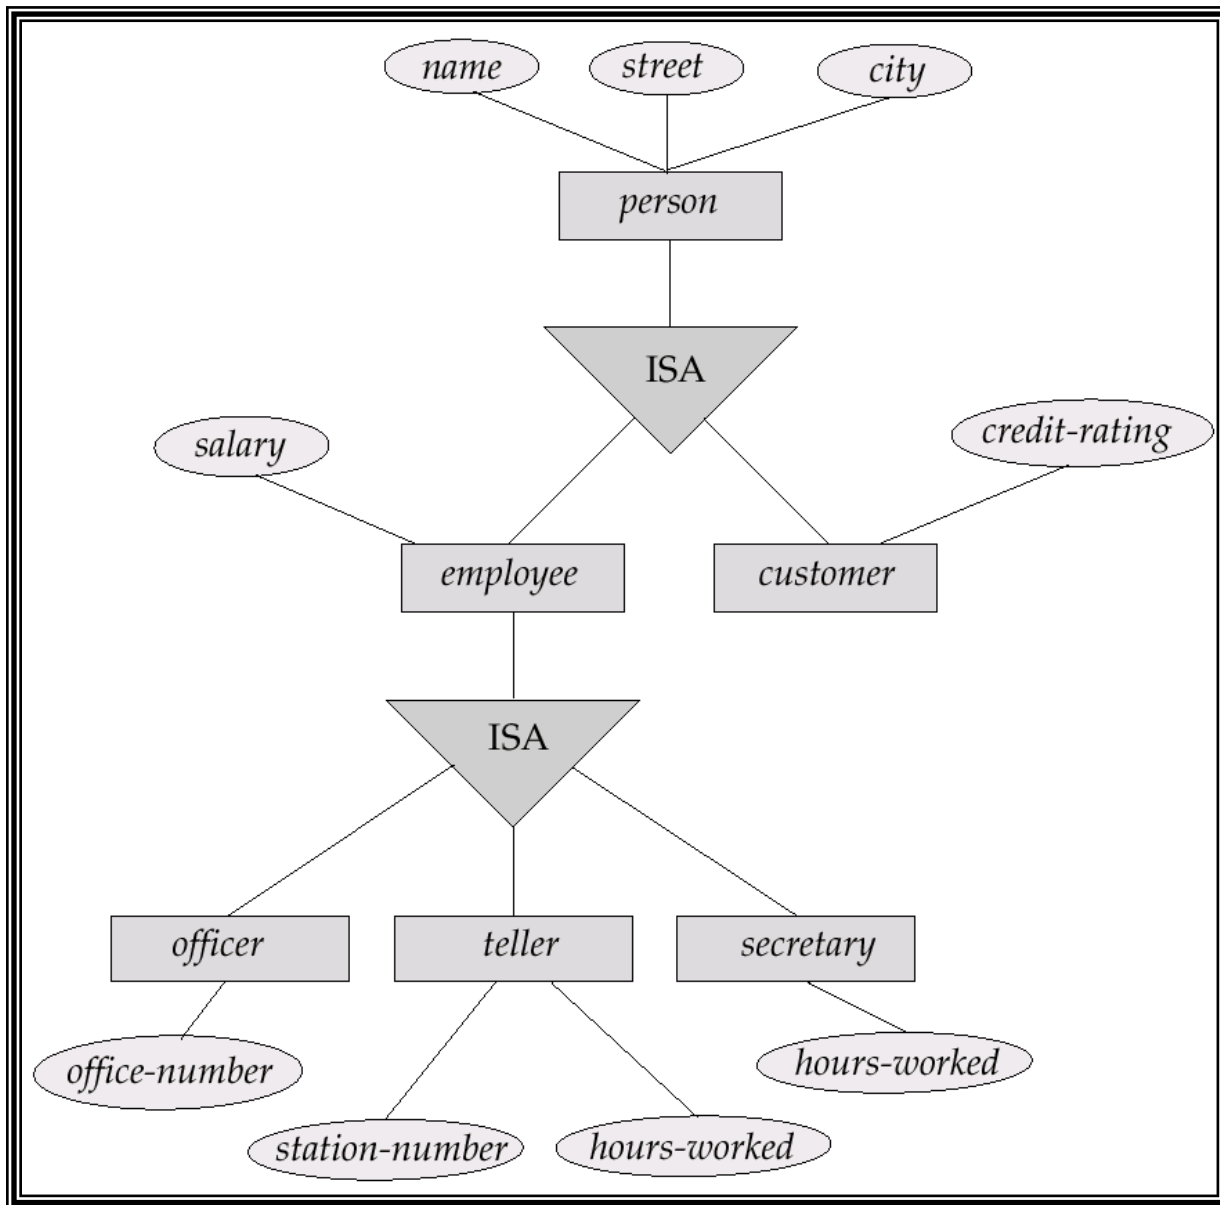 name
street
city
person
ISA
salary
credit-rating
employee
customer
ISA
officer
teller
secretary
office-number
hours-worked
station-number
hours-worked